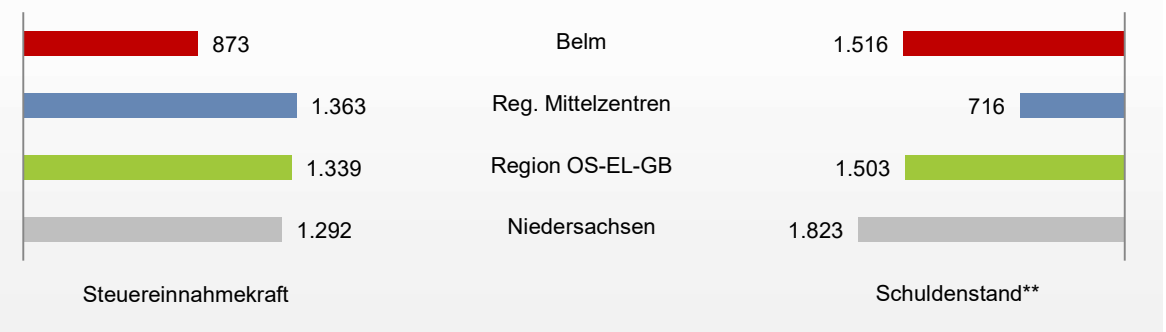 873 Belm 1.516
1.363 Reg. Mittelzentren 716
1.339 Region OS-EL-GB 1.503
1.292 Niedersachsen 1.823
Steuereinnahmekraft Schuldenstand**